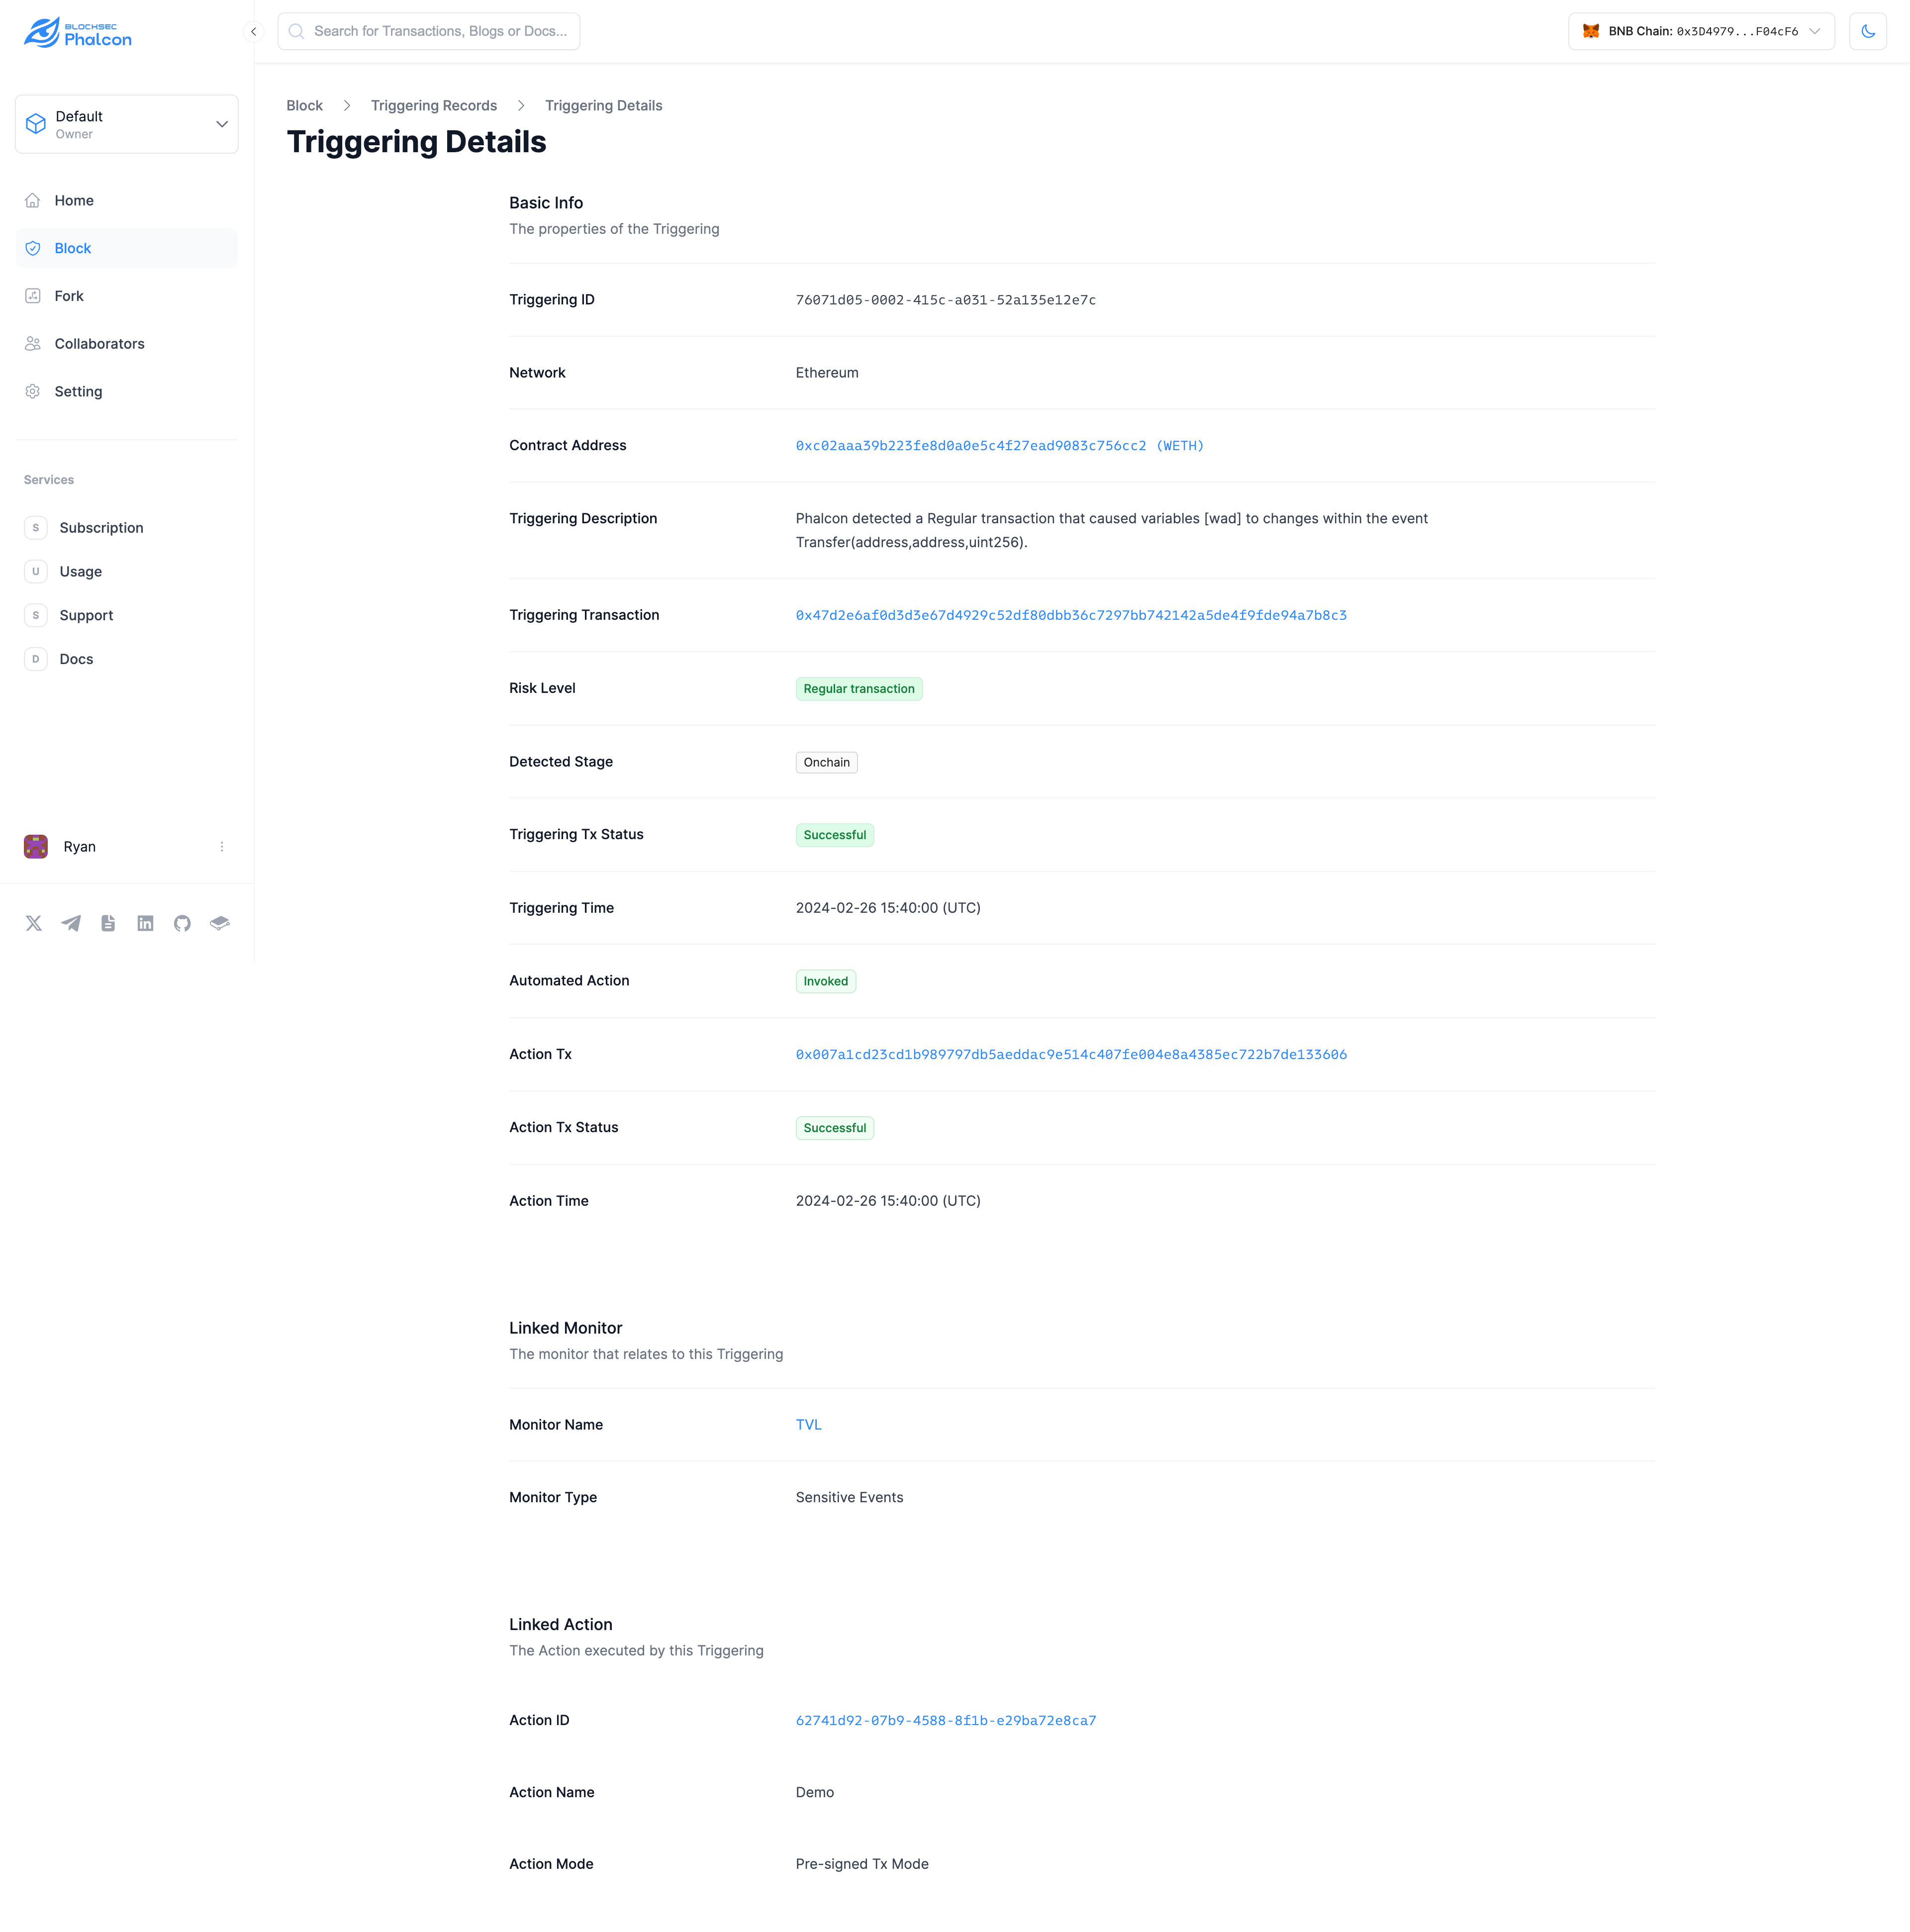 BLOCKSEC
Phalcon
Search for Transactions, Blogs or Docs...
BNB Chain: 0x3D4979...F04cF6
Default
Owner
Home
Block
Fork
Collaborators
Setting
Services
S Subscription
U Usage
S Support
D Docs
Ryan
Block > Triggering Records > Triggering Details
Triggering Details
Basic Info
The properties of the Triggering
Triggering ID 76071d05-0002-415c-a031-52a135e12e7c
Network Ethereum
Contract Address 0xc02aaa39b223fe8d0a0e5c4f27ead9083c756cc2 (WETH)
Triggering Description Phalcon detected a Regular transaction that caused variables [wad] to changes within the event
Transfer(address,address,uint256).
Triggering Transaction 0x47d2e6af0d3d3e67d4929c52df80dbb36c7297bb742142a5de4f9fde94a7b8c3
Risk Level Regular transaction
Detected Stage Onchain
Triggering Tx Status Successful
Triggering Time 2024-02-26 15:40:00 (UTC)
Automated Action Invoked
Action Tx 0x007a1cd23cd1b989797db5aeddac9e514c407fe004e8a4385ec722b7de133606
Action Tx Status Successful
Action Time 2024-02-26 15:40:00 (UTC)
Linked Monitor
The monitor that relates to this Triggering
Monitor Name TVL
Monitor Type Sensitive Events
Linked Action
The Action executed by this Triggering
Action ID 62741d92-07b9-4588-8f1b-e29ba72e8ca7
Action Name Demo
Action Mode Pre-signed Tx Mode